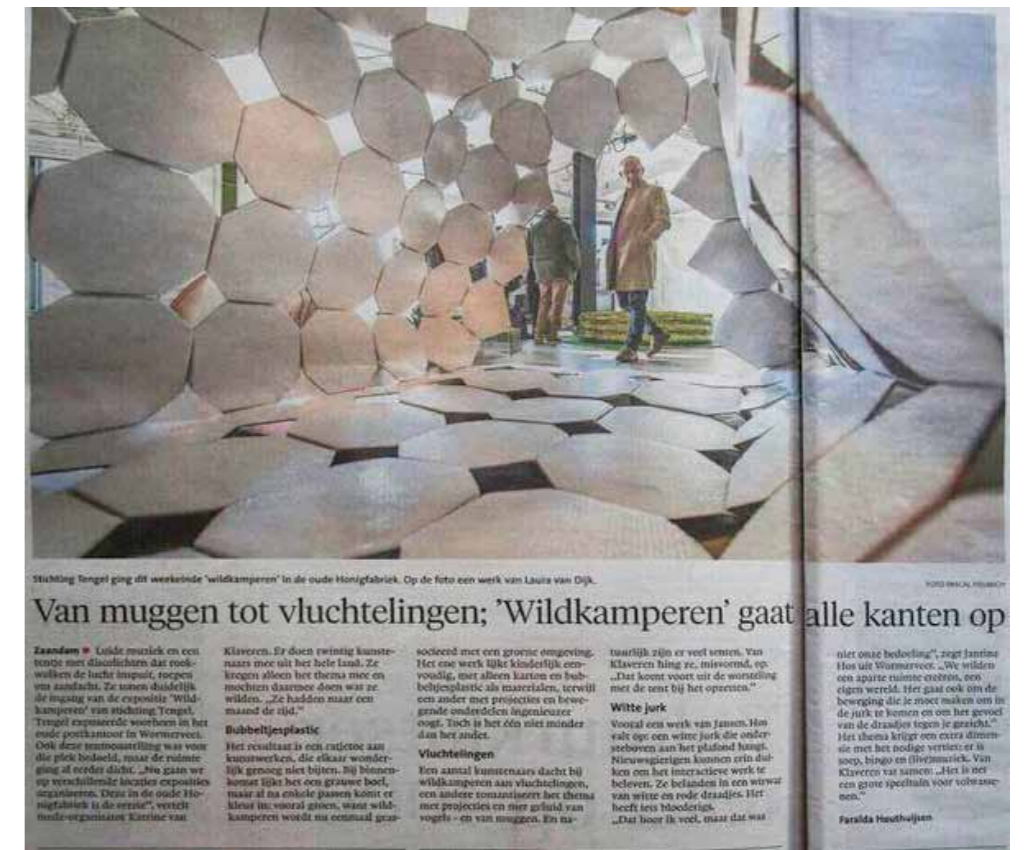 Stichting Tengel ging dit weekeinde 'wildkamperen' in de oude Honigfabriek. Op de foto een werk van Laura van Dijk.
FOTO PASCAL
Van muggen tot vluchtelingen; 'Wildkamperen' gaat alle kanten op
Zaandam • Luide muziek en een
tentje met discolichten dat rook-
wolken de lucht inspuit, roepen
om aandacht. Ze tonen duidelijk
de ingang van de expositie 'Wild-
kamperen' van stichting Tengel.
Tengel exposeerde voorheen in het
oude postkantoor in Wormerveer.
Ook deze tentoonstelling was voor
die plek bedoeld, maar de ruimte
ging al eerder dicht. „Nu gaan we
op verschillende locaties exposities
organiseren. Deze in de oude Ho-
nigfabriek is de eerste", vertelt
mede-organisator Katrine van
Klaveren. Er doen twintig kunste-
naars mee uit het hele land. Ze
kregen alleen het thema mee en
mochten daarmee doen wat ze
wilden. „Ze hadden maar een
maand de tijd."
Bubbeltjesplastic
Het resultaat is een ratjetoe aan
kunstwerken, die elkaar wonder-
lijk genoeg niet bijten. Bij binnen-
komst lijkt het een grauwe boel,
maar al na enkele passen komt er
kleur in: vooral groen, want wild-
kamperen wordt nu eenmaal geas-
socieerd met een groene omgeving.
Het ene werk lijkt kinderlijk een-
voudig, met alleen karton en bub-
beltjesplastic als materialen, terwijl
een ander met projecties en bewe-
gende onderdelen ingenieuzer
oogt. Toch is het één niet minder
dan het ander.
Vluchtelingen
Een aantal kunstenaars dacht bij
wildkamperen aan vluchtelingen,
een andere romantiseert het thema
met projecties en met geluid van
vogels - en van muggen. En na-
tuurlijk zijn er veel tenten. Van
Klaveren hing ze, misvormd, op.
„Dat komt voort uit de worsteling
met de tent bij het opzetten."
Witte jurk
Vooral een werk van Jansen. Hos
valt op: een witte jurk die onder-
steboven aan het plafond hangt.
Nieuwsgierigen kunnen erin dui-
ken om het interactieve werk te
beleven. Ze belanden in een wirwar
van witte en rode draadjes. Het
heeft iets bloederigs.
„Dat hoor ik veel, maar dat was
niet onze bedoeling", zegt Jantine
Hos uit Wormerveer. „We wilden
een aparte ruimte creëren, een
eigen wereld. Het gaat ook om de
beweging die je moet maken om in
de jurk te komen en om het gevoel
van de draadjes tegen je gezicht."
Het thema krijgt een extra dimen-
sie met het nodige vertier: er is
soep, bingo en (live)muziek. Van
Klaveren vat samen: „Het is net
een grote speeltuin voor volwasse-
nen."
Faralda Houthuijsen